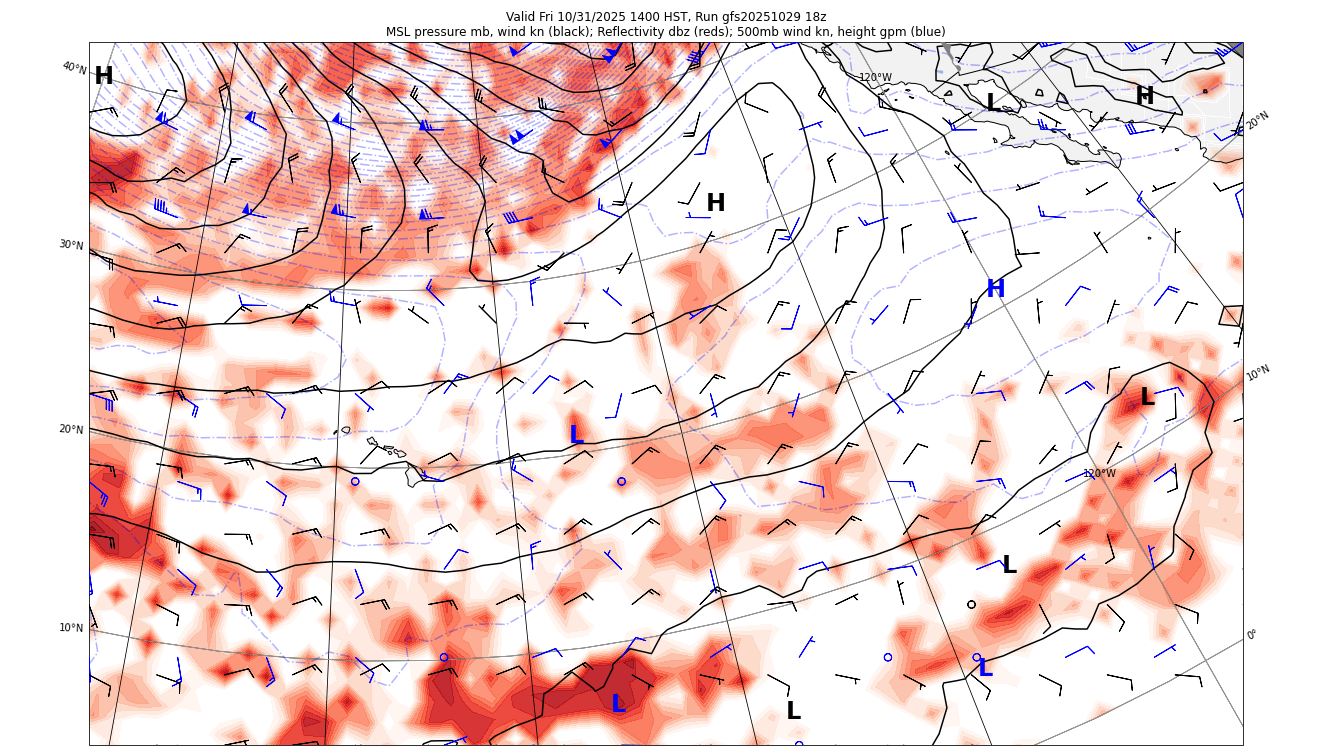 Valid Fri 10/31/2025 1400 HST, Run gfs20251029 18z
MSL pressure mb, wind kn (black); Reflectivity dbz (reds); 500mb wind kn, height gpm (blue)
40°N
H
120°W
L
H
20°N
H
30°N
H
10°N
L
20°N
L
120°W
L
10°N
0°
L
L
L